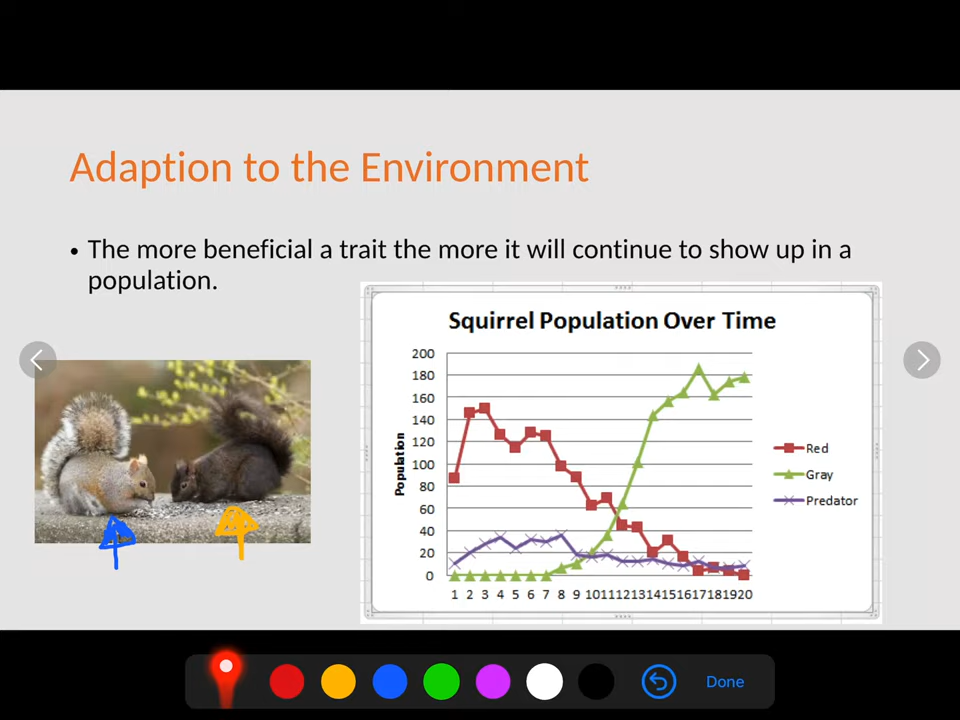 Adaption to the Environment
• The more beneficial a trait the more it will continue to show up in a
population.
Squirrel Population Over Time
200
180
160
140
120
100
80
60
40
20
0
Population
1 2 3 4 5 6 7 8 9 10 11 12 13 14 15 16 17 18 19 20
Red
Gray
Predator
Done